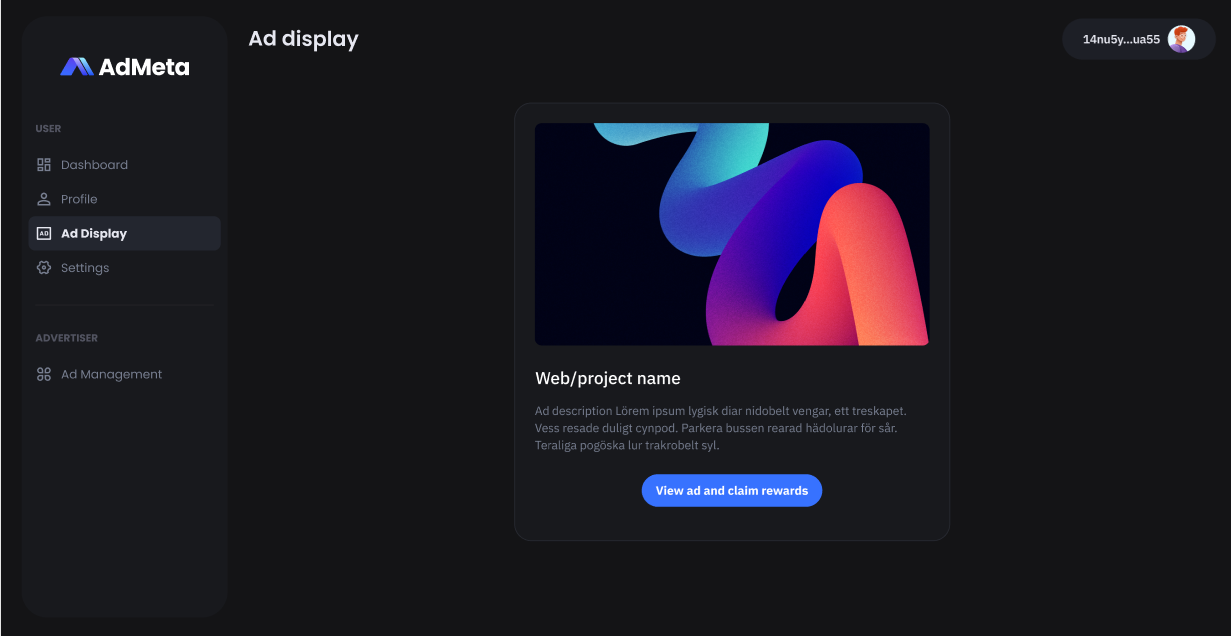 AdMeta
USER
Dashboard
Profile
AD Ad Display
Settings
ADVERTISER
Ad Management
Ad display
14nu5y...ua55
Web/project name
Ad description Lörem ipsum lygisk diar nidobelt vengar, ett treskapet.
Vess resade duligt cynpod. Parkera bussen rearad hädolurar för sår.
Teraliga pogöska lur trakrobelt syl.
View ad and claim rewards